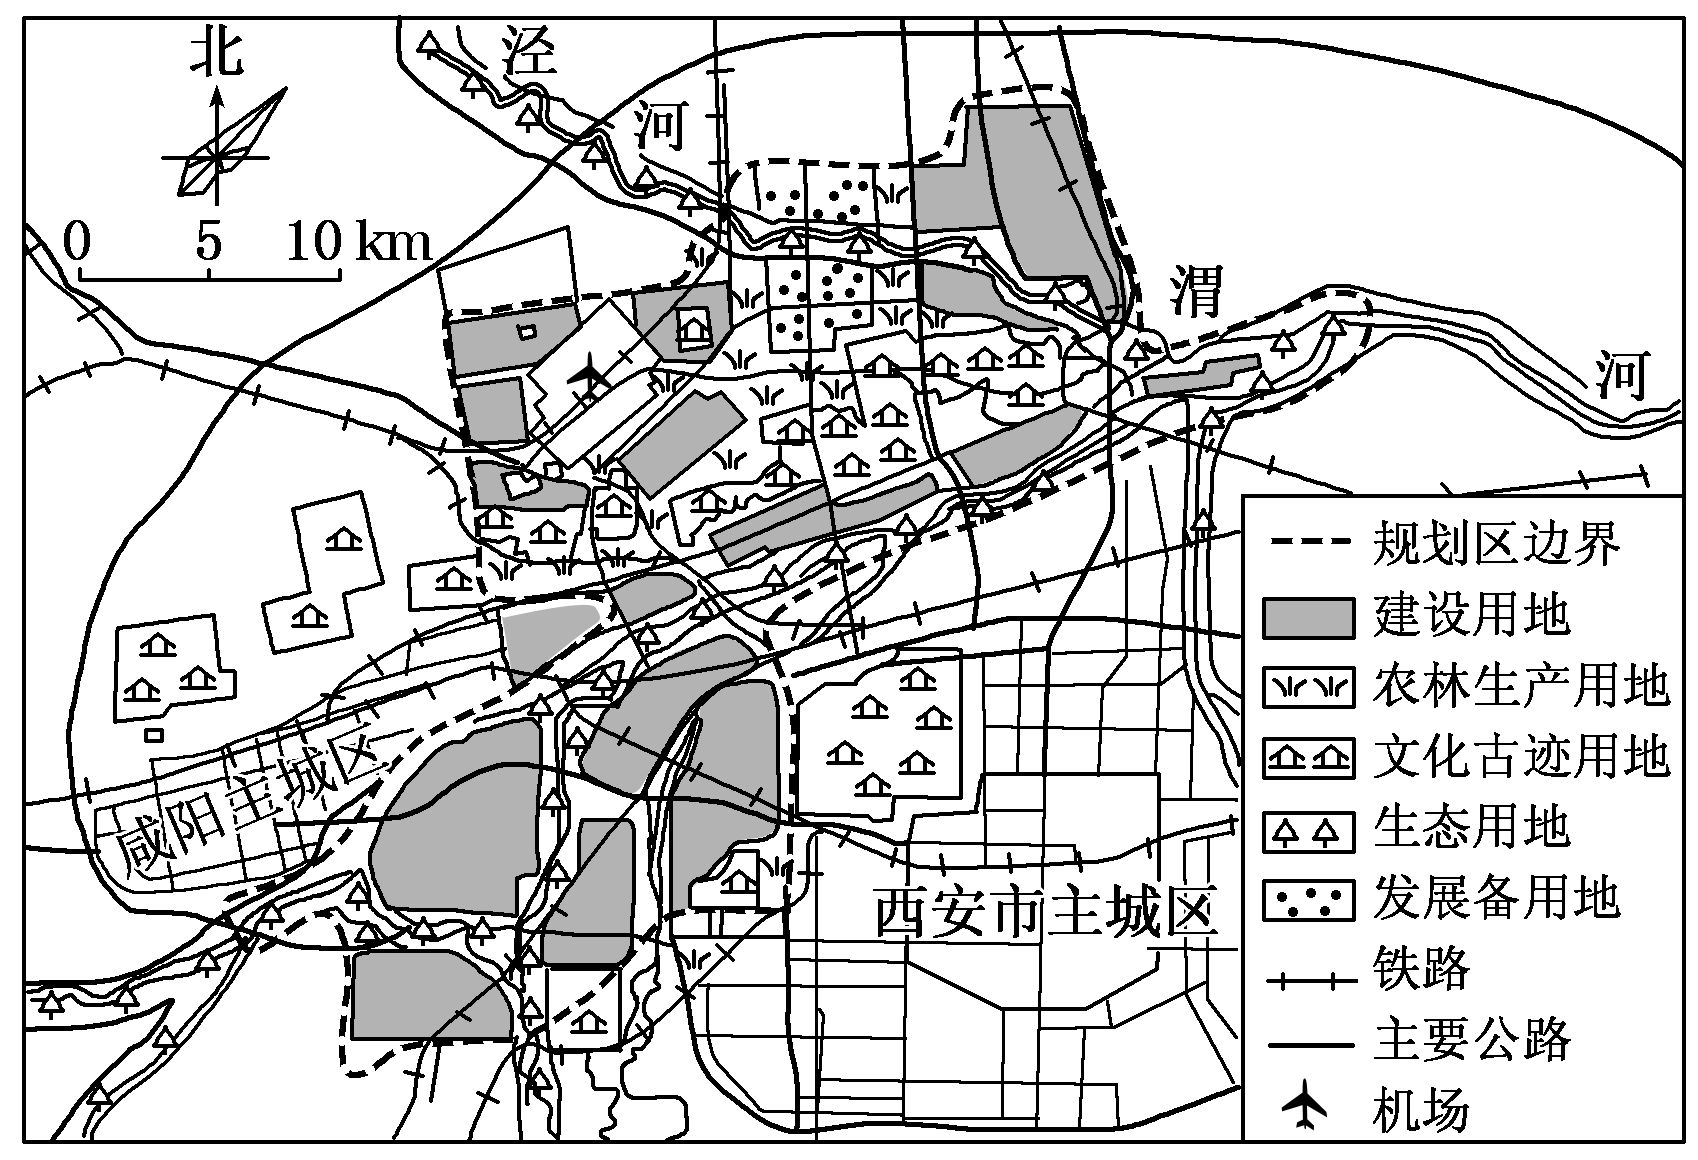 北
泾
河
0 5 10 km
渭
河
咸阳主城区
西安市主城区
规划区边界
建设用地
农林生产用地
文化古迹用地
生态用地
发展备用地
铁路
主要公路
机场